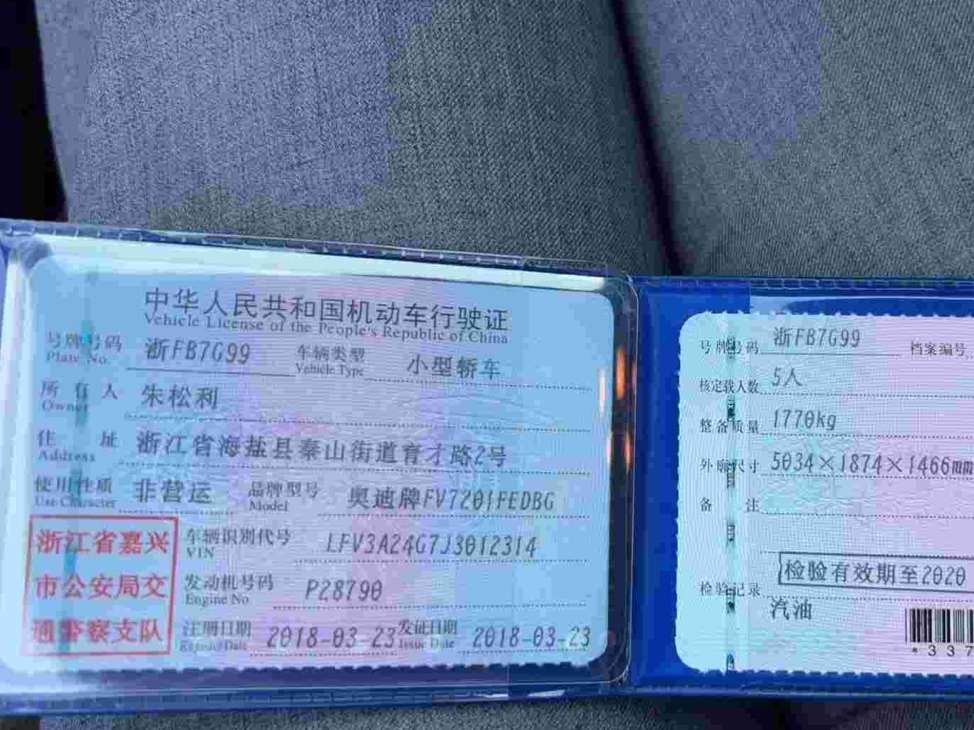 中华人民共和国机动车行驶证
Vehicle License of the People's Republic of China
号牌号码 浙FB7G99 车辆类型 小型轿车
Plate No. Vehicle Type
所有人 朱松利
Owner
住址 浙江省海盐县秦山街道育才路2号
Address
使用性质 非营运 品牌型号 奥迪牌FV7201FEDBG
Use Character Model
浙江省嘉兴
市公安局交
通警察支队
车辆识别代号 LFV3A24G7J3012314
VIN
发动机号码 P28790
Engine No.
注册日期 2018-03-23 发证日期 2018-03-23
Register Date Issue Date
号牌号码 浙FB7G99 档案编号
核定载人数 5人
整备质量 1770kg
外廓尺寸 5034×1874×1466mm
备注
检验记录 检验有效期至2020
汽油
*337